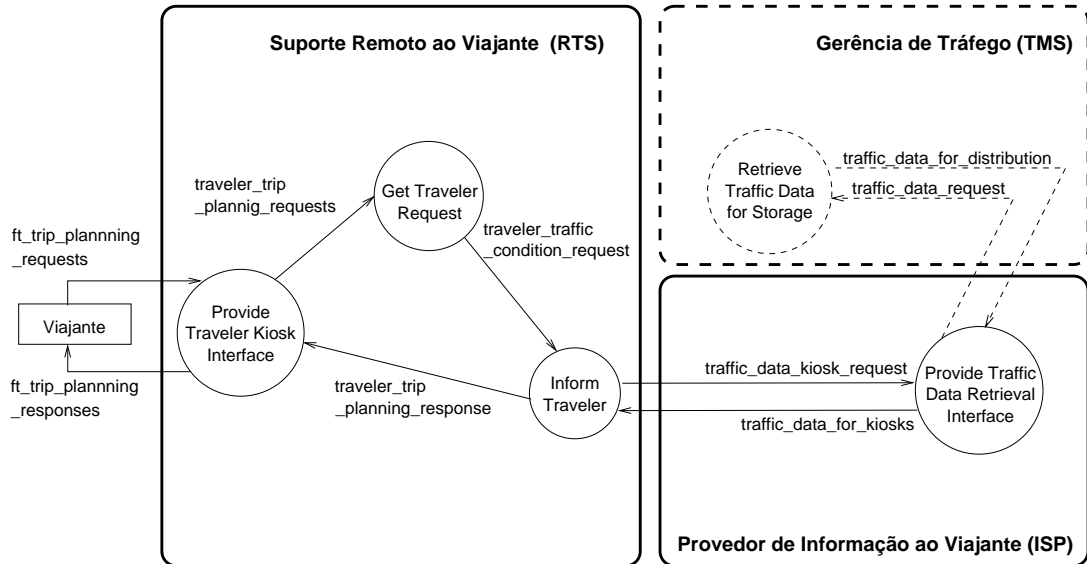 Suporte Remoto ao Viajante (RTS)
Gerência de Tráfego (TMS)
Retrieve
Traffic Data
for Storage
traffic_data_for_distribution
traffic_data_request
traveler_trip
_plannig_requests
Get Traveler
Request
traveler_traffic
_condition_request
ft_trip_plannning
_requests
Viajante
ft_trip_plannning
_responses
Provide
Traveler Kiosk
Interface
traveler_trip
_planning_response
Inform
Traveler
traffic_data_kiosk_request
traffic_data_for_kiosks
Provide Traffic
Data Retrieval
Interface
Provedor de Informação ao Viajante (ISP)